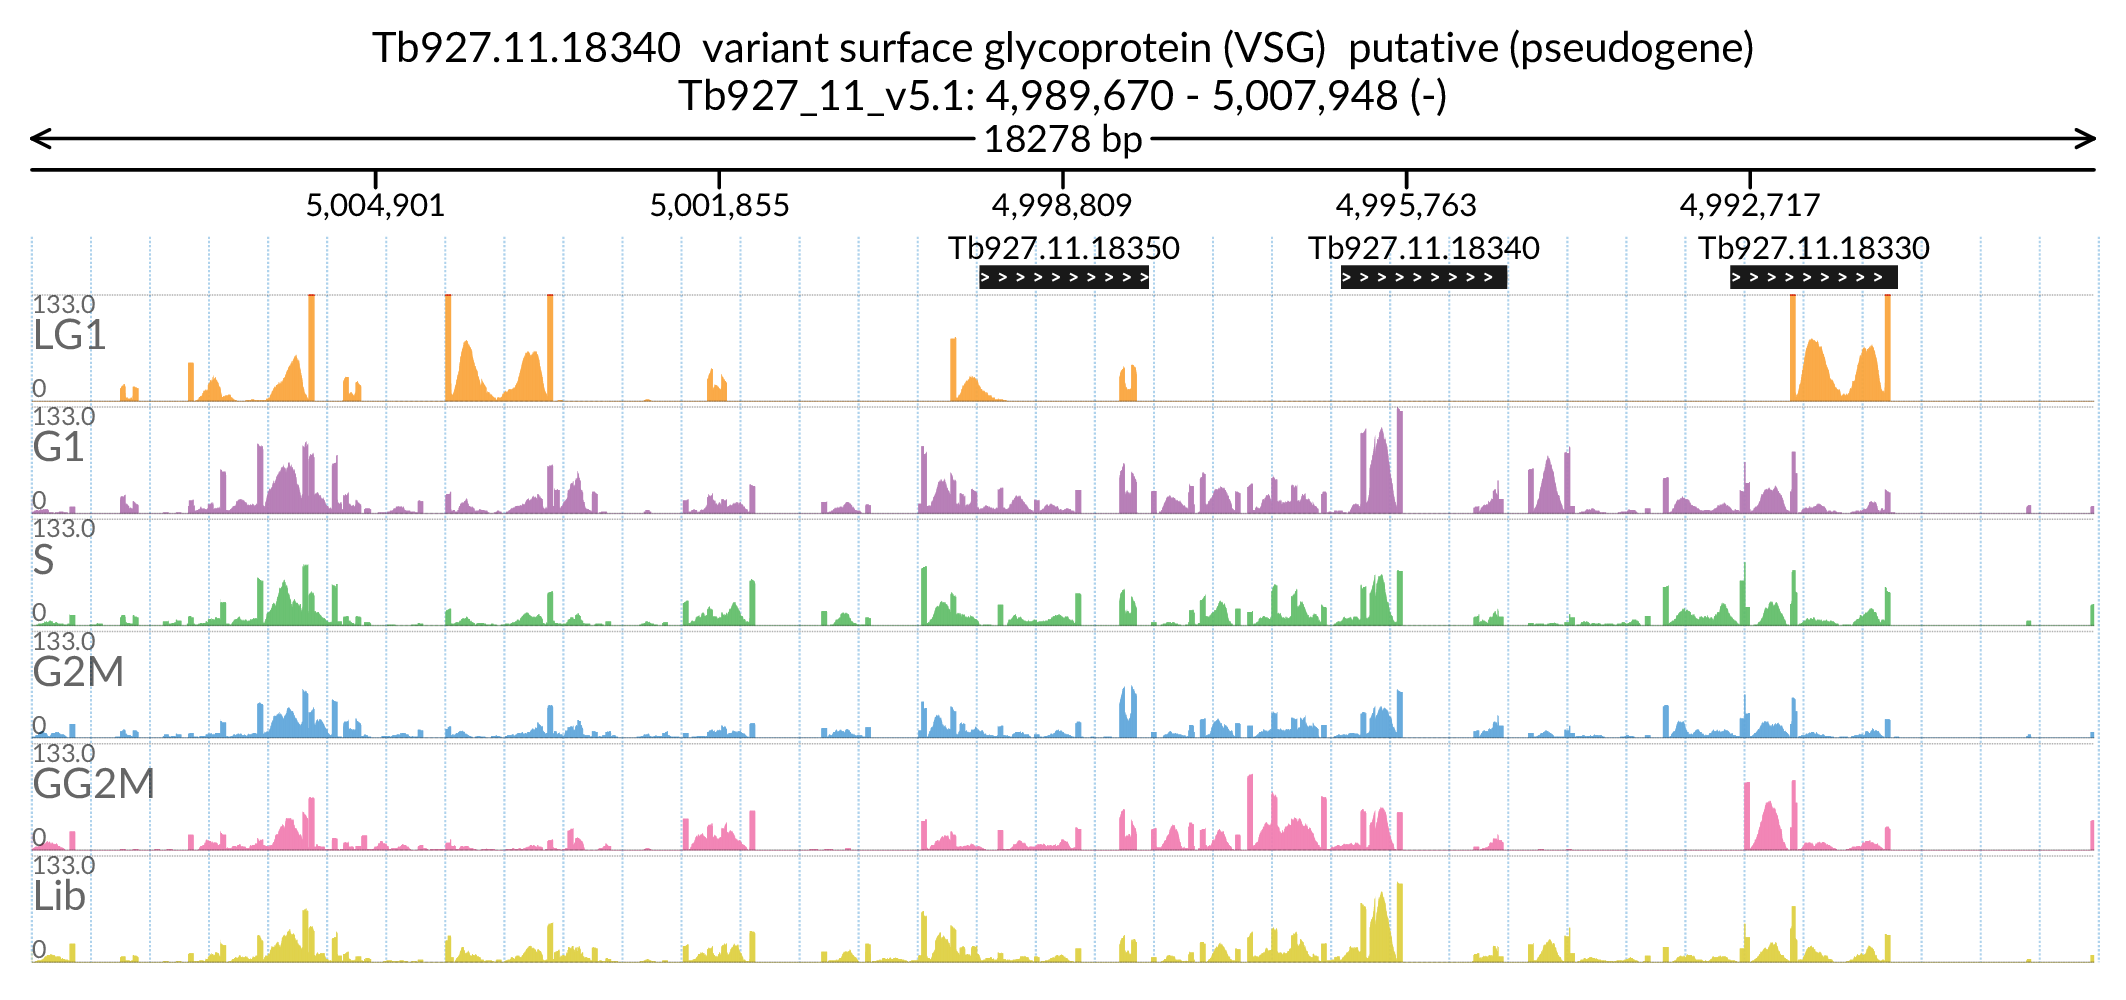 Tb927.11.18340  variant surface glycoprotein (VSG)  putative (pseudogene)
Tb927_11_v5.1: 4,989,670 - 5,007,948 (-)
18278 bp
5,004,901 5,001,855 4,998,809 4,995,763 4,992,717
Tb927.11.18350 Tb927.11.18340 Tb927.11.18330
133.0
LG1
0
133.0
G1
0
133.0
S
0
133.0
G2M
0
133.0
GG2M
0
133.0
Lib
0